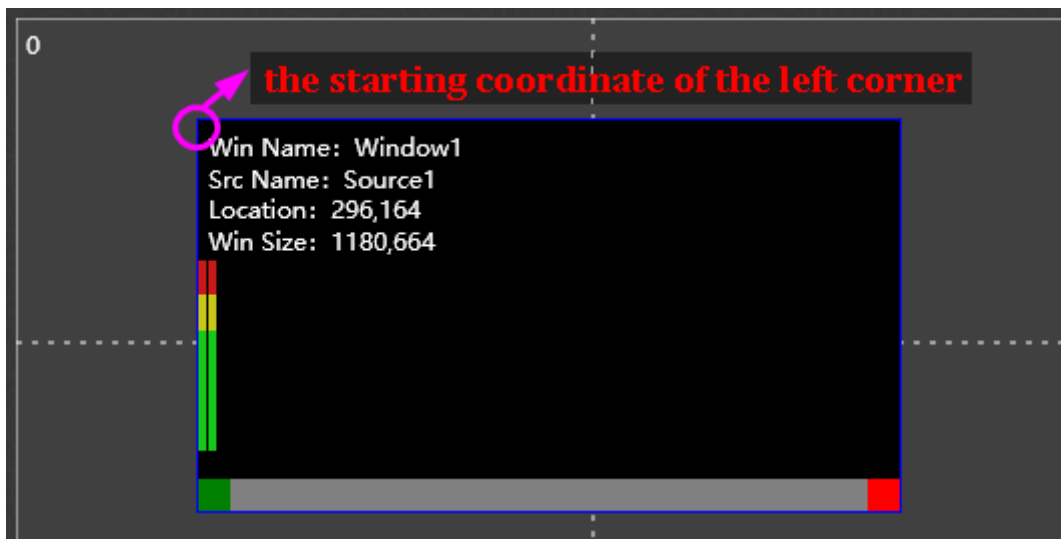 0
the starting coordinate of the left corner
Win Name：Window1
Src Name：Source1
Location：296,164
Win Size：1180,664